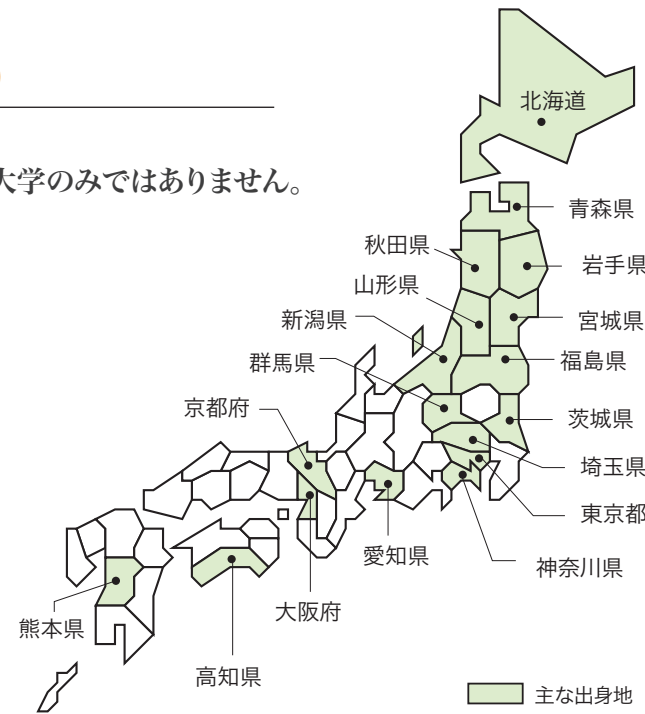 大学のみではありません。
北海道
青森県
秋田県
岩手県
山形県
宮城県
新潟県
福島県
群馬県
京都府
茨城県
埼玉県
東京都
愛知県
神奈川県
大阪府
熊本県
高知県
主な出身地